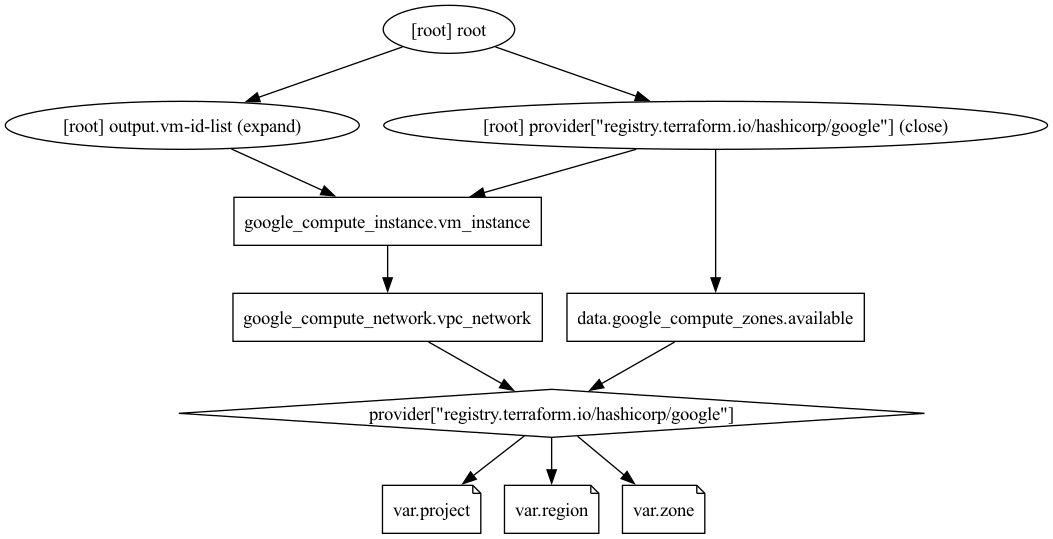 [root] root
[root] output.vm-id-list (expand)
[root] provider["registry.terraform.io/hashicorp/google"] (close)
google_compute_instance.vm_instance
google_compute_network.vpc_network
data.google_compute_zones.available
provider["registry.terraform.io/hashicorp/google"]
var.project
var.region
var.zone